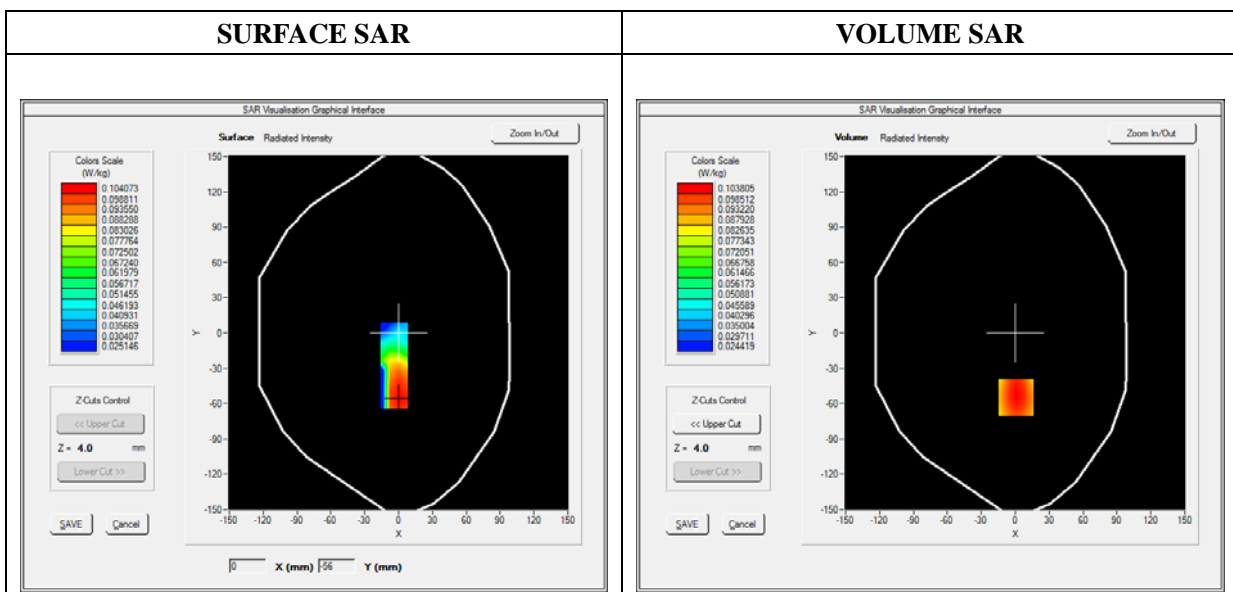 SURFACE SAR
VOLUME SAR
SAR Visualisation Graphical Interface
Surface Radiated Intensity
Zoom In/Out
Colors Scale
(W/kg)
0.104073
0.098811
0.093550
0.088288
0.083026
0.077764
0.072502
0.067240
0.061979
0.056717
0.051455
0.046193
0.040931
0.035669
0.030407
0.025146
Z-Cuts Control
<< Upper Cut
Z = 4.0 mm
Lower Cut >>
SAVE Cancel
150
120
90
60
30
Y 0
-30
-60
-90
-120
-150
-150 -120 -90 -60 -30 0 30 60 90 120 150
X
0 X (mm) -56 Y (mm)
SAR Visualisation Graphical Interface
Volume Radiated Intensity
Zoom In/Out
Colors Scale
(W/kg)
0.103805
0.098512
0.093220
0.087928
0.082635
0.077343
0.072051
0.066758
0.061466
0.056173
0.050881
0.045589
0.040296
0.035004
0.029711
0.024419
Z-Cuts Control
<< Upper Cut
Z = 4.0 mm
Lower Cut >>
SAVE Cancel
150
120
90
60
30
Y 0
-30
-60
-90
-120
-150
-150 -120 -90 -60 -30 0 30 60 90 120 150
X